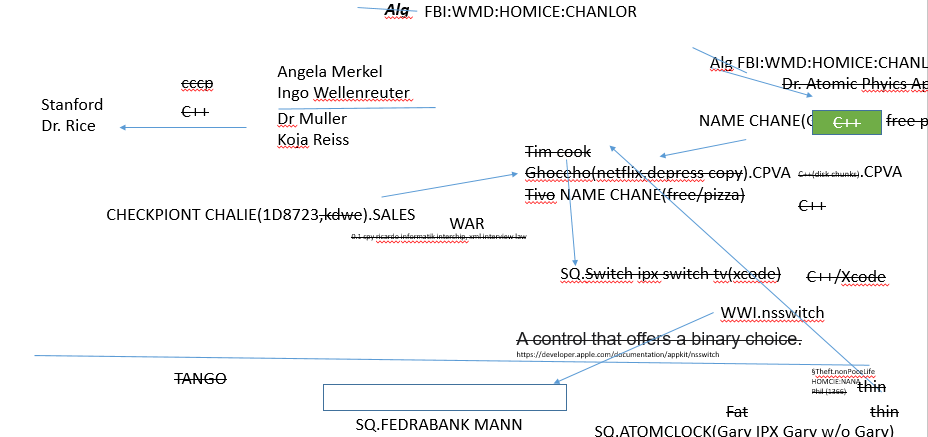 Alg FBI:WMD:HOMICE:CHANLOR
Alg FBI:WMD:HOMICE:CHANL
Dr. Atomic Phyics Ap
Angela Merkel
Ingo Wellenreuter
cccp
C++
Stanford
Dr. Rice
Dr Muller
Koja Reiss
NAME CHANE(
C++
free p
Tim cook
Ghoccho(netflix,depress copy).CPVA
C++(disk chunks).CPVA
Tivo NAME CHANE(free/pizza)
C++
CHECKPIONT CHALIE(1D8723,kdwe).SALES
WAR
0.1 spy ricardo informatik intership, xml interview law
SQ.Switch ipx switch tv(xcode)
C++/Xcode
WWI.nsswitch
A control that offers a binary choice.
https://developer.apple.com/documentation/appkit/nsswitch
TANGO
§Theft.nonPoceLife
HOMCIE:NANA
Phil (1366)
thin
Fat
thin
SQ.FEDRABANK MANN
SQ.ATOMCLOCK(Gary IPX Gary w/o Gary)